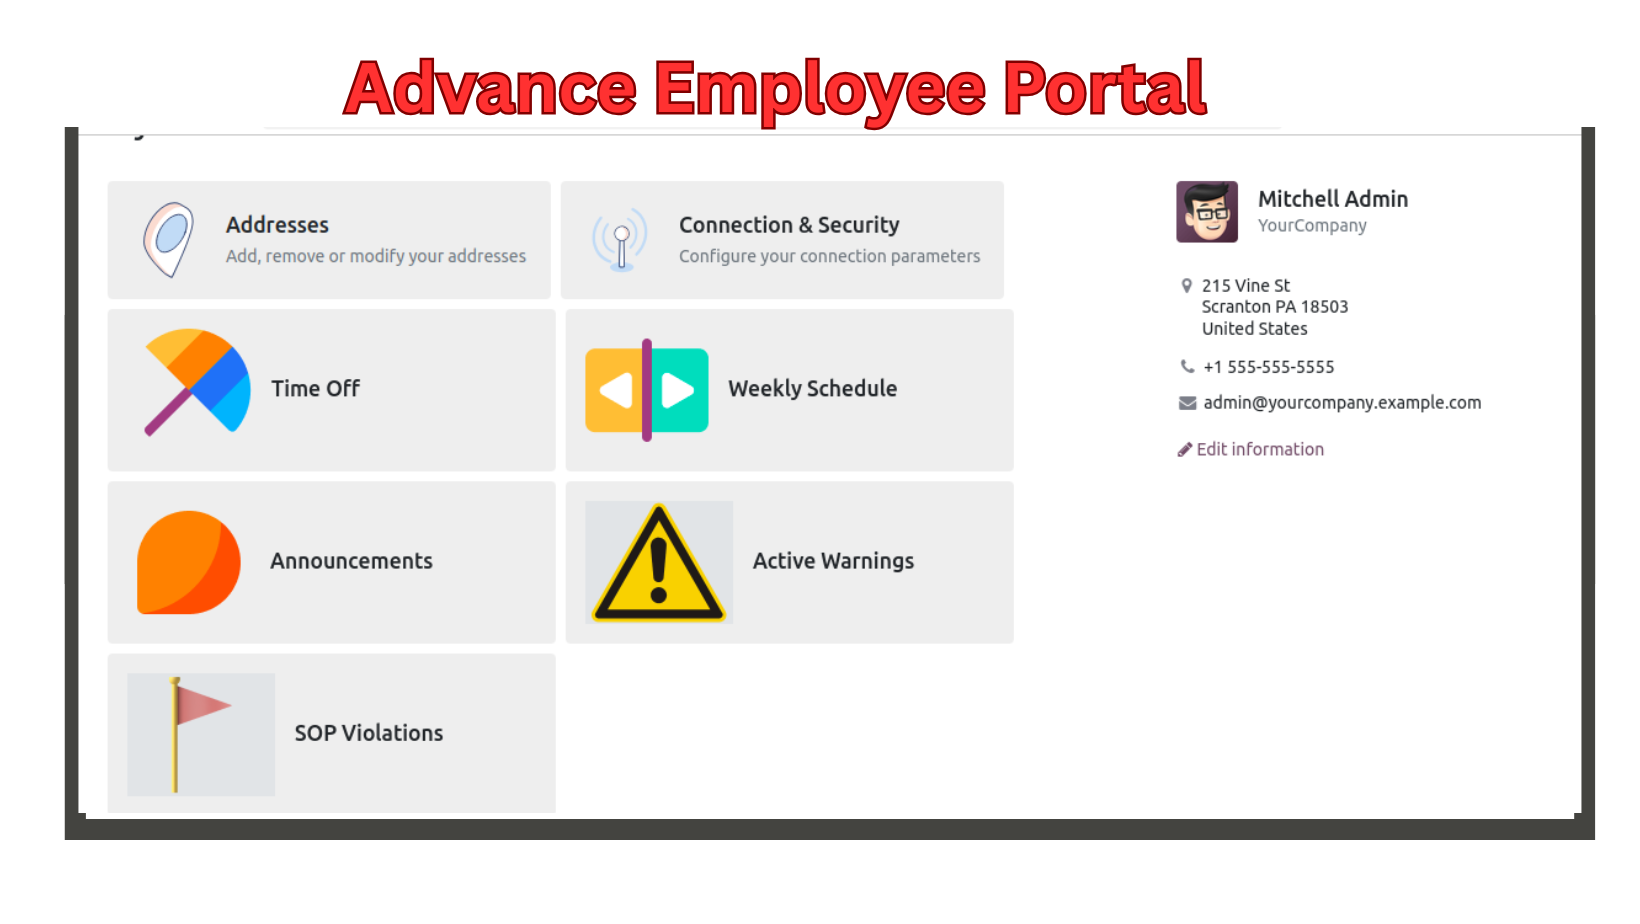 Advance Employee Portal
Addresses
Add, remove or modify your addresses
Connection & Security
Configure your connection parameters
Time Off
Weekly Schedule
Announcements
Active Warnings
SOP Violations
Mitchell Admin
YourCompany
215 Vine St
Scranton PA 18503
United States
+1 555-555-5555
admin@yourcompany.example.com
Edit information